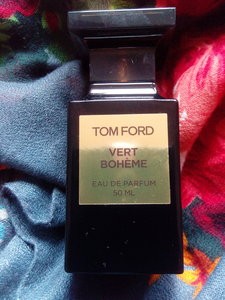 TOM FORD
VERT
BOHÈME
EAU DE PARFUM
50 ML